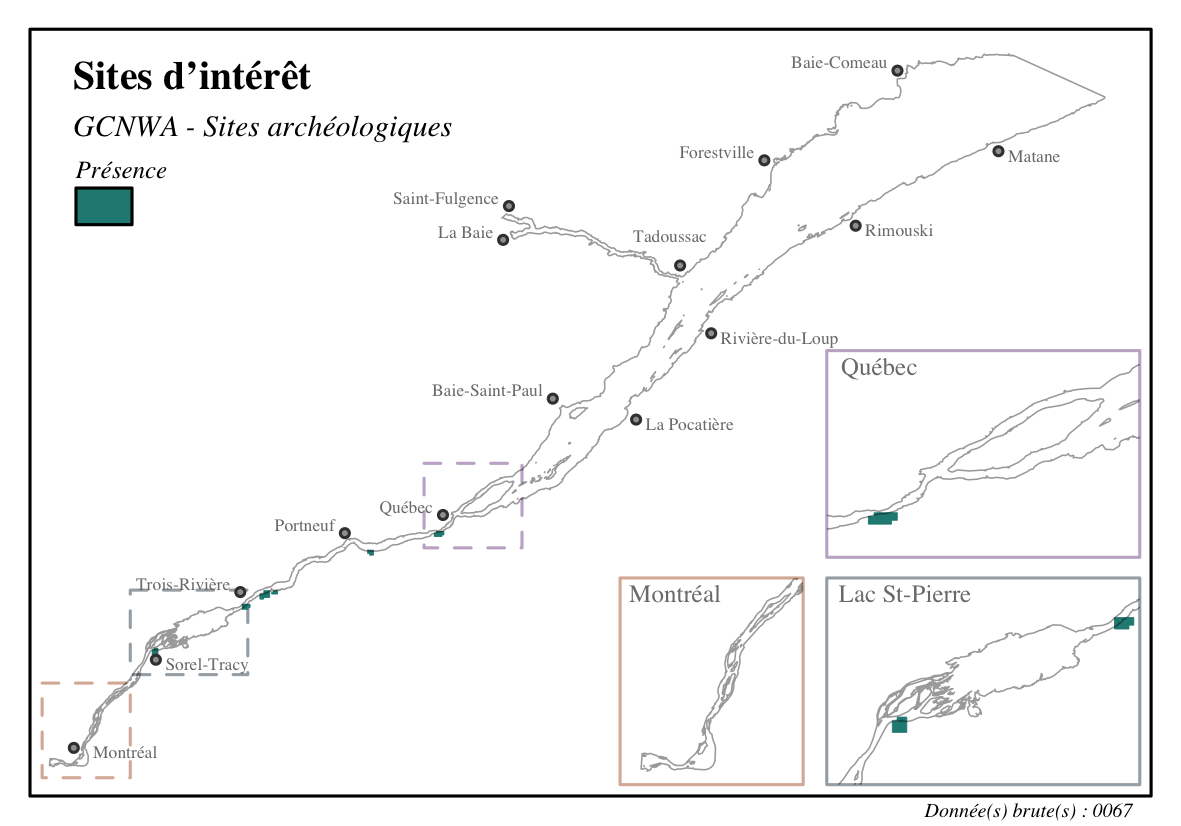 Sites d’intérêt
GCNWA - Sites archéologiques
Présence
Baie-Comeau
Forestville
Matane
Saint-Fulgence
La Baie
Tadoussac
Rimouski
Rivière-du-Loup
Québec
Baie-Saint-Paul
La Pocatière
Québec
Portneuf
Trois-Rivière
Montréal
Lac St-Pierre
Sorel-Tracy
Montréal
Donnée(s) brute(s) : 0067